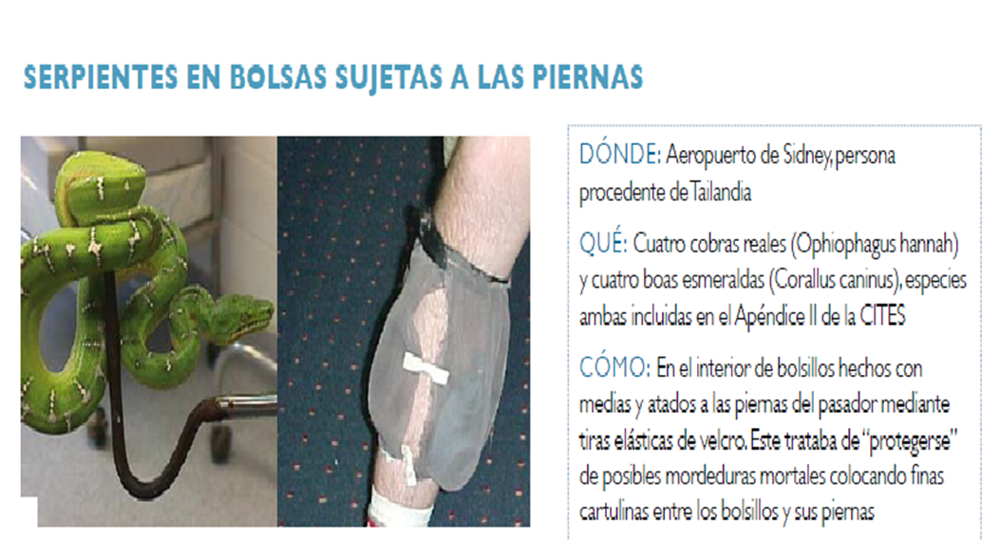 SERPIENTES EN BOLSAS SUJETAS A LAS PIERNAS
DÓNDE: Aeropuerto de Sidney, persona
procedente de Tailandia
QUÉ: Cuatro cobras reales (Ophiophagus hannah)
y cuatro boas esmeraldas (Corallus caninus), especies
ambas incluidas en el Apéndice II de la CITES
CÓMO: En el interior de bolsillos hechos con
medias y atados a las piernas del pasador mediante
tiras elásticas de velcro. Este trataba de "protegerse"
de posibles mordeduras mortales colocando finas
cartulinas entre los bolsillos y sus piernas